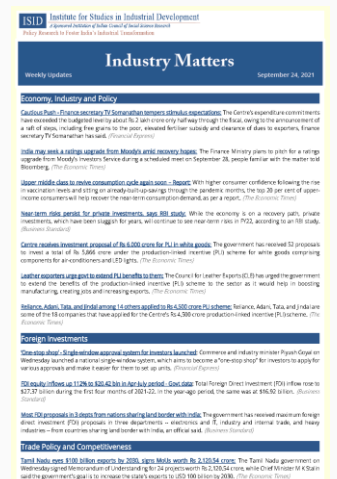 ISID
Institute for Studies in Industrial Development
A Sponsored Institution of Indian Council of Social Science Research
Policy Research to Foster India's Industrial Transformation
Industry Matters
Weekly Updates
September 24, 2021
Economy, Industry and Policy
Cautious Push - Finance secretary TV Somanathan tempers stimulus expectations: The Centre's expenditure commitments
have exceeded the budgeted level by about Rs.2 lakh crore only half way through the fiscal, owing to the announcement of
a raft of steps, including free grains to the poor, elevated fertiliser subsidy and clearance of dues to exporters, finance
secretary TV Somanathan has said. (Financial Express)
India may seek a ratings upgrade from Moody's amid recovery hopes: The Finance Ministry plans to pitch for a ratings
upgrade from Moody's Investors Service during a scheduled meet on September 28, people familiar with the matter told
Bloomberg. (The Economic Times)
Upper middle class to revive consumption cycle again soon - Report: With higher consumer confidence following the rise
in vaccination levels and sitting on already-built-up-savings through the pandemic months, the top 20 per cent of upper-
income consumers will help recover the near-term consumption demand, as per a report. (The Economic Times)
Near-term risks persist for private investments, says RBI study: While the economy is on a recovery path, private
investments, which have been sluggish for years, will continue to see near-term risks in FY22, according to an RBI study.
(Business Standard)
Centre receives investment proposal of Rs 6,000 crore for PLI in white goods: The government has received 52 proposals
to invest a total of Rs 5,866 crore under the production-linked incentive (PLI) scheme for white goods comprising
components for air-conditioners and LED lights. (The Economic Times)
Leather exporters urge govt to extend PLI benefits to them: The Council for Leather Exports (CLE) has urged the government
to extend the benefits of the production-linked incentive (PLI) scheme to the sector as it would help in boosting
manufacturing, creating jobs and increasing exports. (The Economic Times)
Reliance, Adani, Tata, and Jindal among 14 others applied to Rs 4,500 crore PLI scheme: Reliance, Adani, Tata, and Jindal are
some of the 18 companies that have applied for the Centre's Rs 4,500 crore production-linked incentive (PLI) scheme. (The
Economic Times)
Foreign Investments
'One-stop shop' - Single-window approval system for investors launched: Commerce and industry minister Piyush Goyal on
Wednesday launched a national single-window system, which aims to become a "one-stop shop" for investors to apply for
various approvals and make it easier for them to set up units. (Financial Express)
FDI equity inflows up 112% to $20.42 bln in Apr-July period - Govt data: Total Foreign Direct Investment (FDI) inflow rose to
$27.37 billion during the first four months of 2021-22, in the year-ago period, the same was at $16.92 billion. (Business
Standard)
Most FDI proposals in 3 depts from nations sharing land border with India: The government has received maximum foreign
direct investment (FDI) proposals in three departments -- electronics and IT, industry and internal trade, and heavy
industries -- from countries sharing land border with India, an official said. (Business Standard)
Trade Policy and Competitiveness
Tamil Nadu eyes $100 billion exports by 2030, signs MoUs worth Rs 2,120.54 crore: The Tamil Nadu government on
Wednesday signed Memorandum of Understanding for 24 projects worth Rs 2,120.54 crore, while Chief Minister M K Stalin
said the government's goal is to increase the state's exports to USD 100 billion by 2030. (The Economic Times)